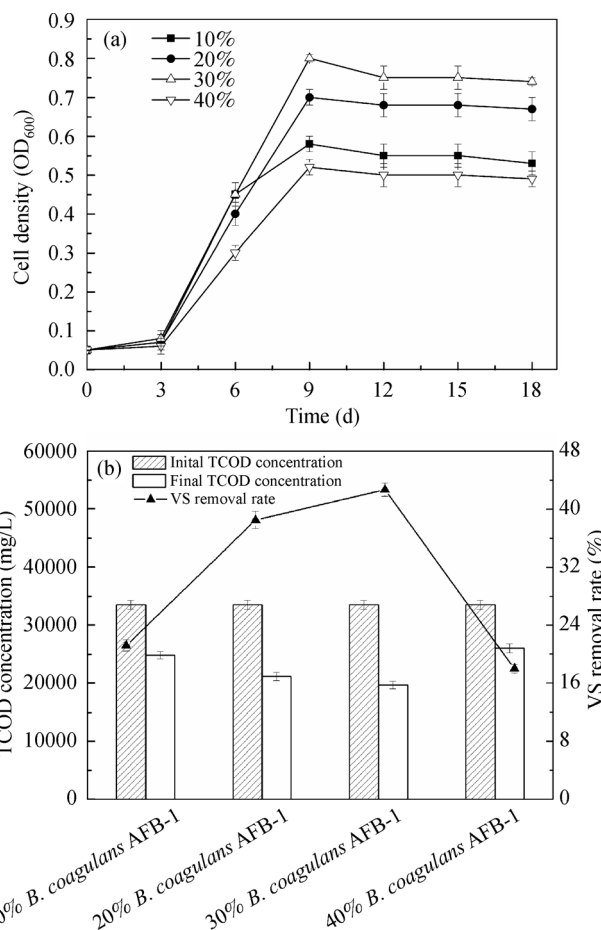 (a)
10%
20%
30%
40%
Cell density (OD600)
0.9
0.8
0.7
0.6
0.5
0.4
0.3
0.2
0.1
0.0
0 3 6 9 12 15 18
Time (d)
(b)
Inital TCOD concentration
Final TCOD concentration
VS removal rate
TCOD concentration (mg/L)
60000
50000
40000
30000
20000
10000
0
48
40
32
24
16
8
0
VS removal rate (%)
0% B. coagulans AFB-1
20% B. coagulans AFB-1
30% B. coagulans AFB-1
40% B. coagulans AFB-1